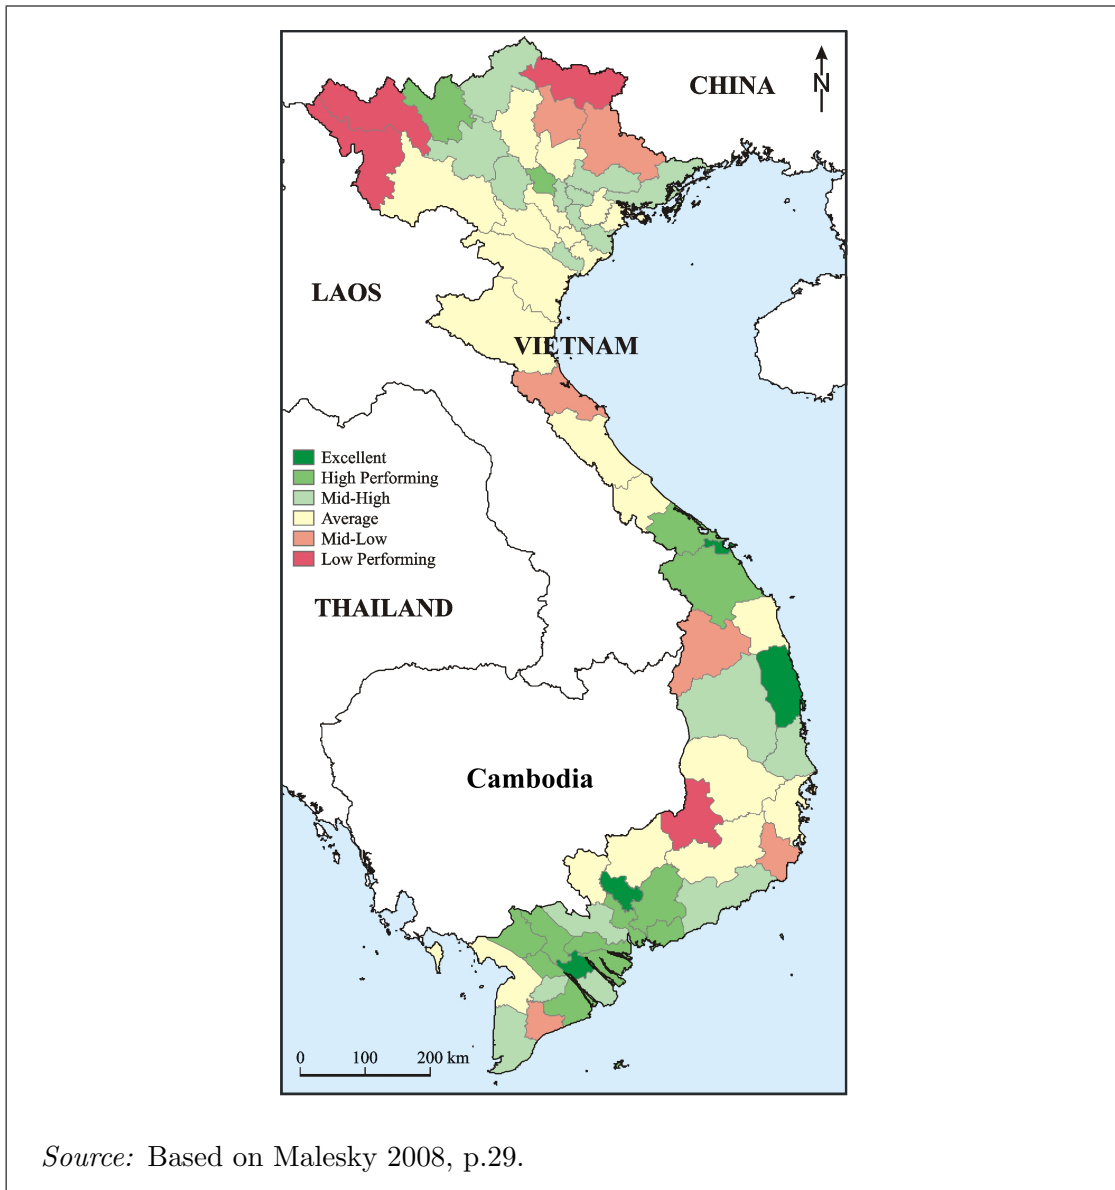 CHINA
N
LAOS
VIETNAM
Excellent
High Performing
Mid-High
Average
Mid-Low
Low Performing
THAILAND
Cambodia
0 100 200 km
Source: Based on Malesky 2008, p.29.